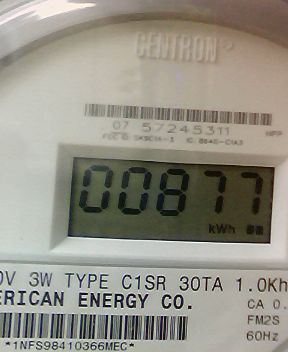 CENTRON®
07 57245311
00877
kWh
0V 3W TYPE C1SR 30TA 1.0Kh
ERICAN ENERGY CO.
CA 0.
FM2S
60Hz
*1NFS98410366MEC*